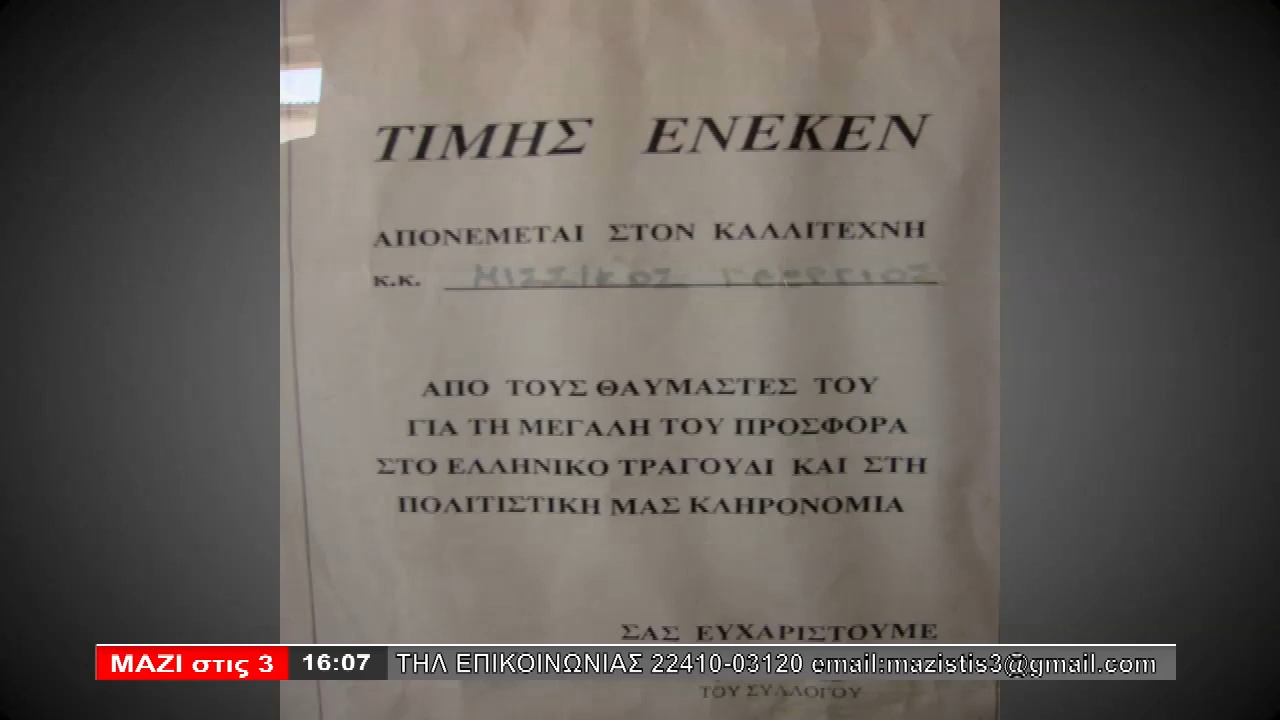 ΤΙΜΗΣ ΕΝΕΚΕΝ
ΑΠΟΝΕΜΕΤΑΙ ΣΤΟΝ ΚΑΛΛΙΤΕΧΝΗ
κ.κ. ΜΙΣΣΙΚΟΣ ΓΕΩΡΓΙΟΣ
ΑΠΟ ΤΟΥΣ ΘΑΥΜΑΣΤΕΣ ΤΟΥ
ΓΙΑ ΤΗ ΜΕΓΑΛΗ ΤΟΥ ΠΡΟΣΦΟΡΑ
ΣΤΟ ΕΛΛΗΝΙΚΟ ΤΡΑΓΟΥΔΙ ΚΑΙ ΣΤΗ
ΠΟΛΙΤΙΣΤΙΚΗ ΜΑΣ ΚΛΗΡΟΝΟΜΙΑ
ΣΑΣ ΕΥΧΑΡΙΣΤΟΥΜΕ
ΜΑΖΙ στις 3 16:07 ΤΗΛ ΕΠΙΚΟΙΝΩΝΙΑΣ 22410-03120 email:mazistis3@gmail.com
ΤΟΥ ΣΥΛΛΟΓΟΥ